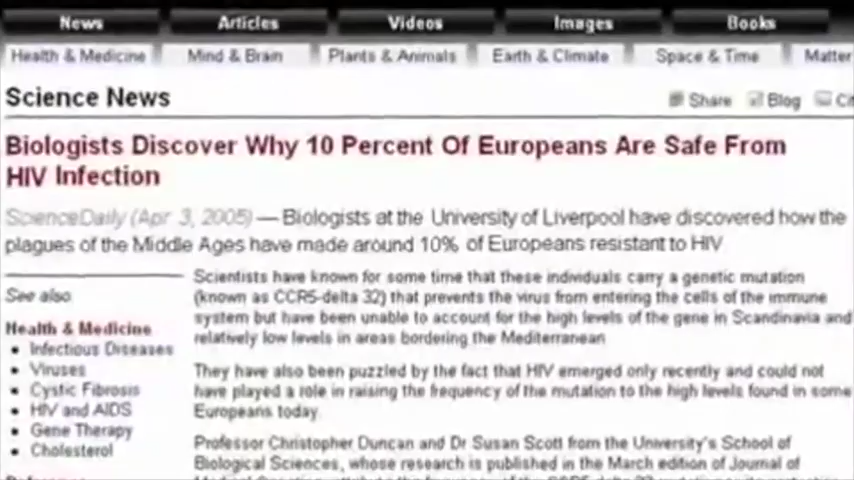 News Articles Videos Images Books
Health & Medicine Mind & Brain Plants & Animals Earth & Climate Space & Time Matter
Science News
Share Blog
Biologists Discover Why 10 Percent Of Europeans Are Safe From
HIV Infection
ScienceDaily (Apr. 3, 2005) — Biologists at the University of Liverpool have discovered how the
plagues of the Middle Ages have made around 10% of Europeans resistant to HIV
See also
Health & Medicine
Infectious Diseases
Viruses
Cystic Fibrosis
HIV and AIDS
Gene Therapy
Cholesterol
Scientists have known for some time that these individuals carry a genetic mutation
(known as CCR5-delta 32) that prevents the virus from entering the cells of the immune
system but have been unable to account for the high levels of the gene in Scandinavia and
relatively low levels in areas bordering the Mediterranean
They have also been puzzled by the fact that HIV emerged only recently and could not
have played a role in raising the frequency of the mutation to the high levels found in some
Europeans today.
Professor Christopher Duncan and Dr Susan Scott from the University's School of
Biological Sciences, whose research is published in the March edition of Journal of